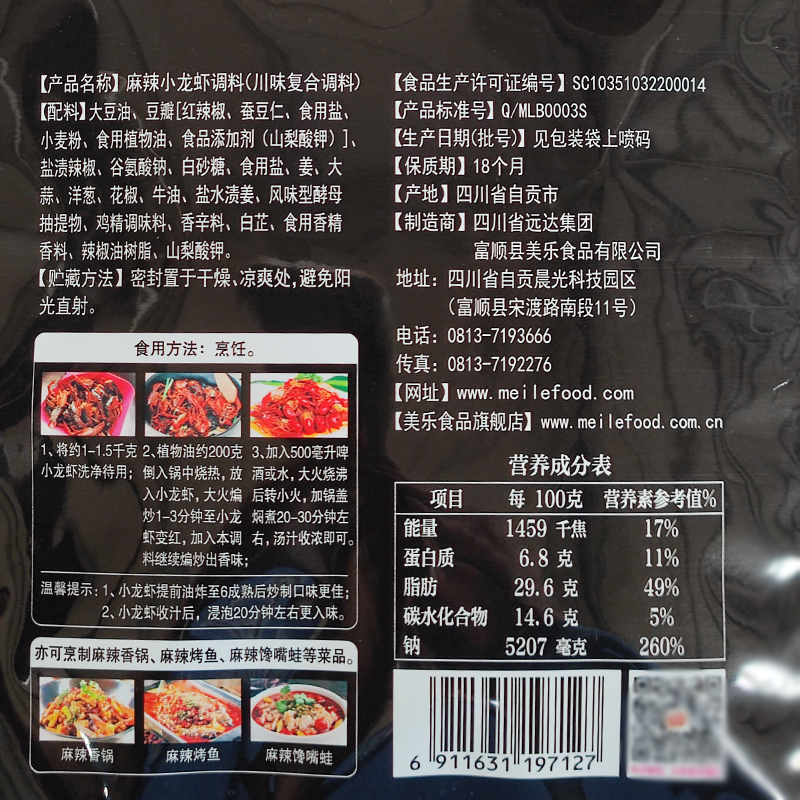 【产品名称】麻辣小龙虾调料(川味复合调料)
【配料】大豆油、豆瓣[红辣椒、蚕豆仁、食用盐、
小麦粉、食用植物油、食品添加剂（山梨酸钾）]、
盐渍辣椒、谷氨酸钠、白砂糖、食用盐、姜、大
蒜、洋葱、花椒、牛油、盐水渍姜、风味型酵母
抽提物、鸡精调味料、香辛料、白芷、食用香精
香料、辣椒油树脂、山梨酸钾。
【贮藏方法】密封置于干燥、凉爽处,避免阳
光直射。
食用方法：烹饪。
1、将约1-1.5千克
小龙虾洗净待用；
2、植物油约200克
倒入锅中烧热，放
入小龙虾，大火煸
炒1-3分钟至小龙
虾变红，加入本调
料继续煸炒出香味；
3、加入500毫升啤
酒或水，大火烧沸
后转小火，加锅盖
焖煮20-30分钟左
右，汤汁收浓即可。
温馨提示：1、小龙虾提前油炸至6成熟后炒制口味更佳；
2、小龙虾收汁后，浸泡20分钟左右更入味。
亦可烹制麻辣香锅、麻辣烤鱼、麻辣馋嘴蛙等菜品。
麻辣香锅 麻辣烤鱼 麻辣馋嘴蛙
【食品生产许可证编号】SC10351032200014
【产品标准号】Q/MLB0003S
【生产日期(批号)】见包装袋上喷码
【保质期】18个月
【产地】四川省自贡市
【制造商】四川省远达集团
富顺县美乐食品有限公司
地址：四川省自贡晨光科技园区
（富顺县宋渡路南段11号）
电话：0813-7193666
传真：0813-7192276
【网址】www.meilefood.com
【美乐食品旗舰店】www.meilefood.com.cn
营养成分表
项目 每 100克 营养素参考值%
能量 1459 千焦 17%
蛋白质 6.8 克 11%
脂肪 29.6 克 49%
碳水化合物 14.6 克 5%
钠 5207 毫克 260%
6 911631 197127